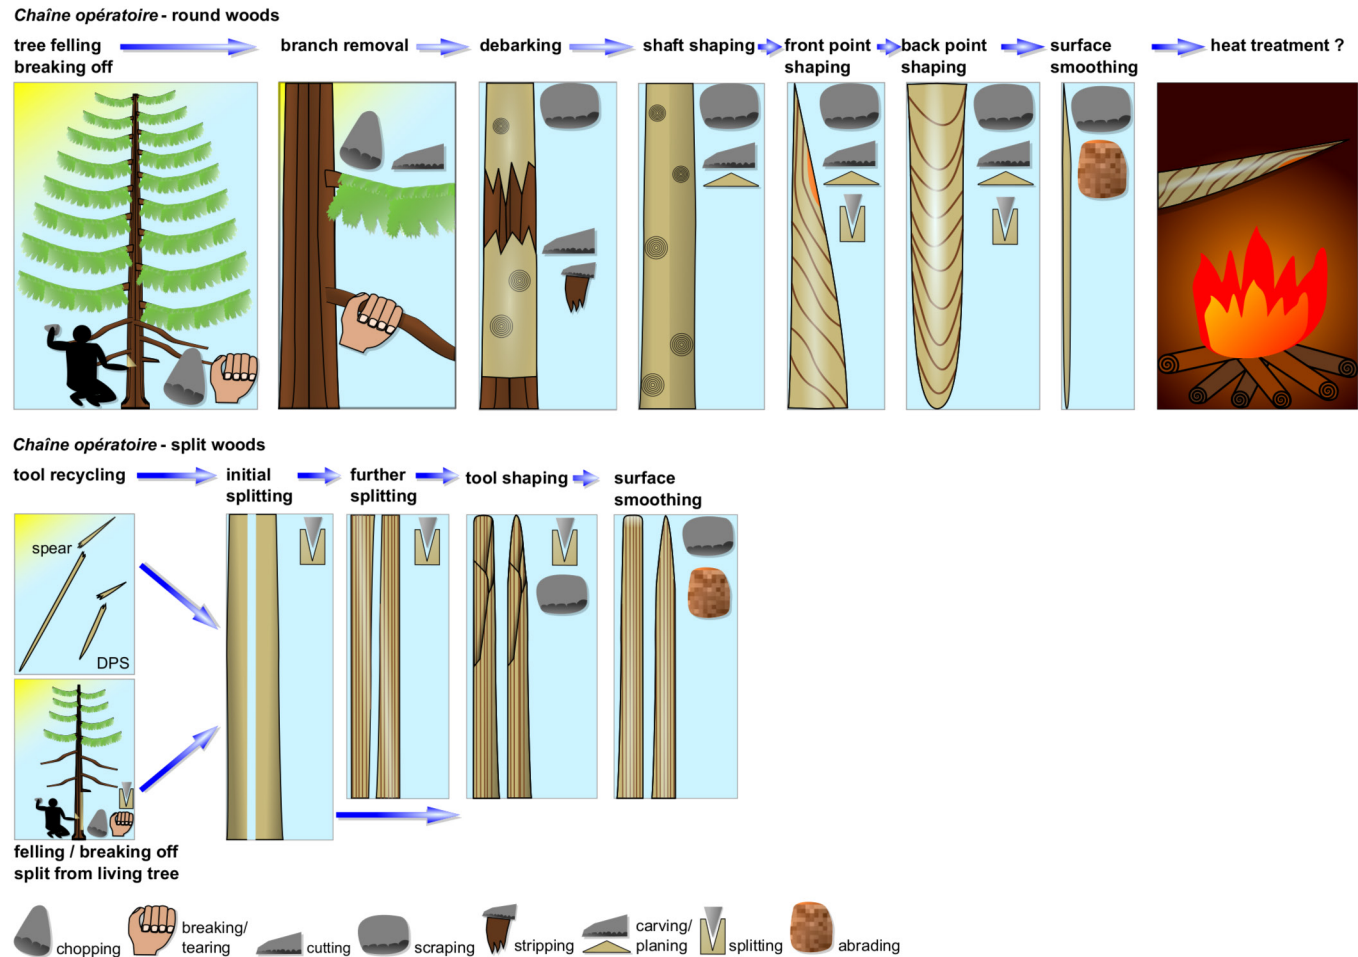 Chaîne opératoire - round woods
tree felling
breaking off
branch removal
debarking
shaft shaping
front point
shaping
back point
shaping
surface
smoothing
heat treatment ?
Chaîne opératoire - split woods
tool recycling
initial
splitting
further
splitting
tool shaping
surface
smoothing
spear
DPS
felling / breaking off
split from living tree
chopping
breaking/
tearing
cutting
scraping
stripping
carving/
planing
splitting
abrading